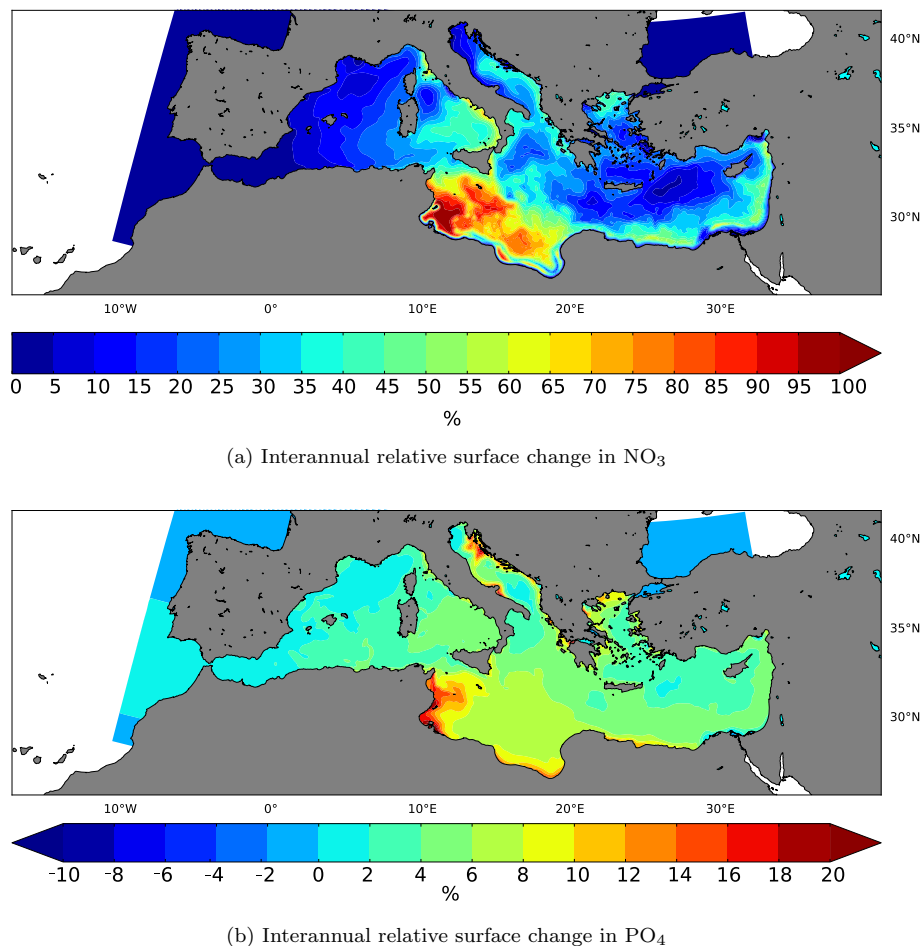 40°N
35°N
30°N
10°W 0° 10°E 20°E 30°E
0 5 10 15 20 25 30 35 40 45 50 55 60 65 70 75 80 85 90 95 100
%
(a) Interannual relative surface change in NO₃
40°N
35°N
30°N
10°W 0° 10°E 20°E 30°E
-10 -8 -6 -4 -2 0 2 4 6 8 10 12 14 16 18 20
%
(b) Interannual relative surface change in PO₄